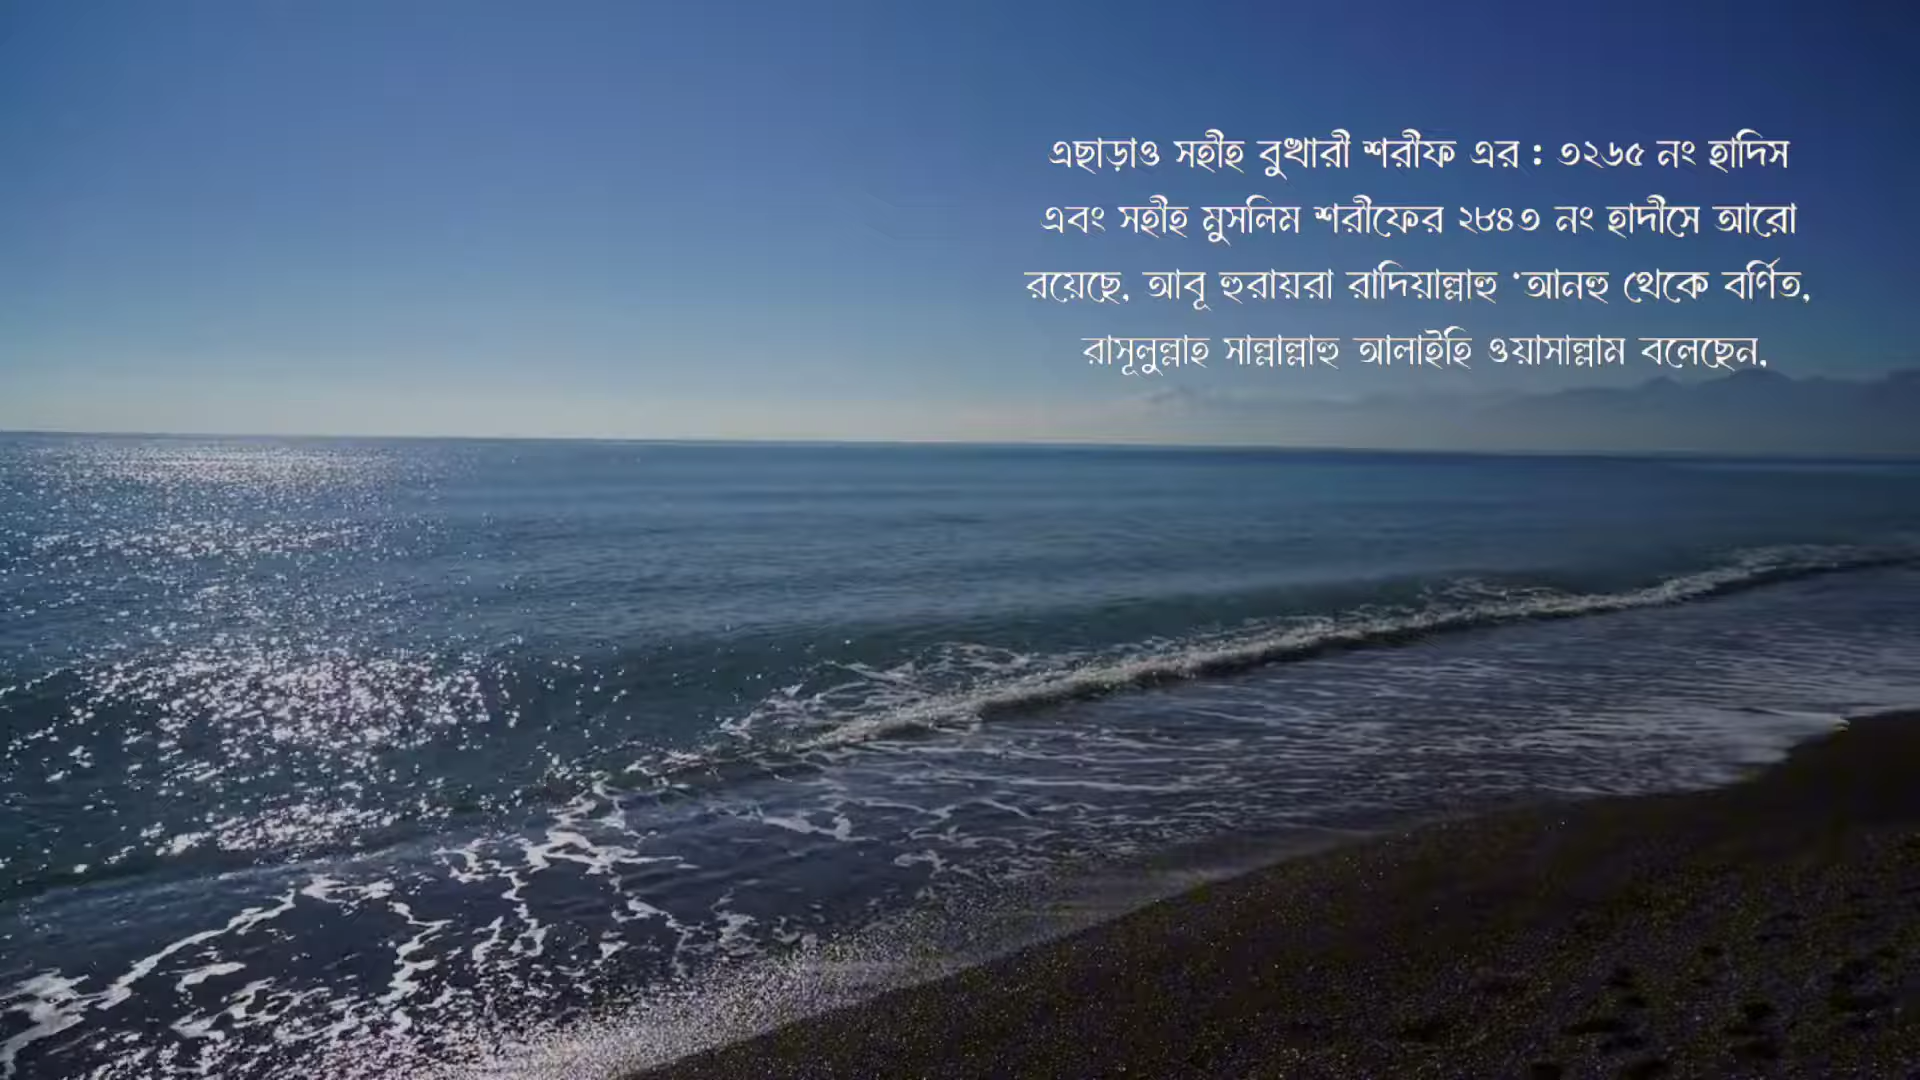 এছাড়াও সহীহ বুখারী শরীফ এর : ৩২৬৫ নং হাদিস
এবং সহীহ মুসলিম শরীফের ২৮৪৩ নং হাদীসে আরো
রয়েছে, আবূ হুরায়রা রাদিয়াল্লাহু ‘আনহু থেকে বর্ণিত,
রাসূলুল্লাহ সাল্লাল্লাহু আলাইহি ওয়াসাল্লাম বলেছেন,